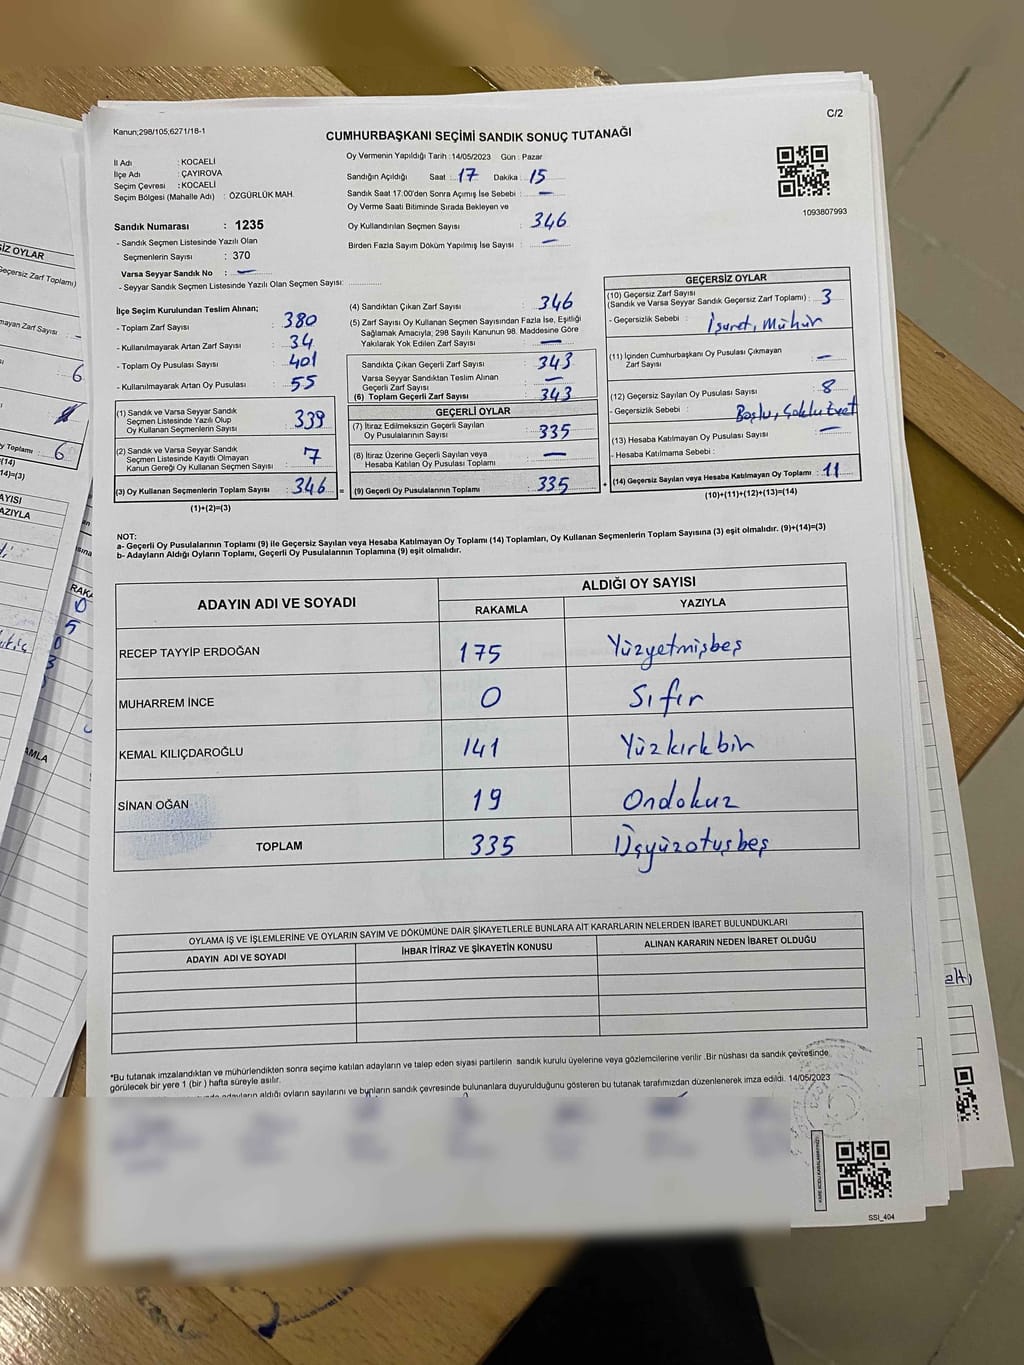 C/2
Kanun;298/105,6271/18-1
CUMHURBAŞKANI SEÇİMİ SANDIK SONUÇ TUTANAĞI
İl Adı : KOCAELİ
İlçe Adı : ÇAYIROVA
Seçim Çevresi : KOCAELİ
Seçim Bölgesi (Mahalle Adı) : ÖZGÜRLÜK MAH.
Sandık Numarası : 1235
- Sandık Seçmen Listesinde Yazılı Olan
Seçmenlerin Sayısı : 370
Varsa Seyyar Sandık No : —
- Seyyar Sandık Seçmen Listesinde Yazılı Olan Seçmen Sayısı: ..............
Oy Vermenin Yapıldığı Tarih :14/05/2023 Gün : Pazar
Sandığın Açıldığı Saat : 17 Dakika : 15
Sandık Saat 17:00'den Sonra Açımış İse Sebebi : —
Oy Verme Saati Bitiminde Sırada Bekleyen ve
Oy Kullandırılan Seçmen Sayısı : 346
Birden Fazla Sayım Döküm Yapılmış İse Sayısı : —
1093807993
İlçe Seçim Kurulundan Teslim Alınan;
- Toplam Zarf Sayısı : 380
- Kullanılmayarak Artan Zarf Sayısı : 34
- Toplam Oy Pusulası Sayısı : 401
- Kullanılmayarak Artan Oy Pusulası : 55
(1) Sandık ve Varsa Seyyar Sandık
Seçmen Listesinde Yazılı Olup
Oy Kullanan Seçmenlerin Sayısı : 339
(2) Sandık ve Varsa Seyyar Sandık
Seçmen Listesinde Kayıtlı Olmayan
Kanun Gereği Oy Kullanan Seçmen Sayısı : 7
(3) Oy Kullanan Seçmenlerin Toplam Sayısı : 346 =
(1)+(2)=(3)
(4) Sandıktan Çıkan Zarf Sayısı : 346
(5) Zarf Sayısı Oy Kullanan Seçmen Sayısından Fazla İse, Eşitliği
Sağlamak Amacıyla; 298 Sayılı Kanunun 98. Maddesine Göre
Yakılarak Yok Edilen Zarf Sayısı : —
Sandıkta Çıkan Geçerli Zarf Sayısı : 343
Varsa Seyyar Sandıktan Teslim Alınan
Geçerli Zarf Sayısı : —
(6) Toplam Geçerli Zarf Sayısı : 343
GEÇERLİ OYLAR
(7) İtiraz Edilmeksizin Geçerli Sayılan
Oy Pusulalarının Sayısı : 335
(8) İtiraz Üzerine Geçerli Sayılan veya
Hesaba Katılan Oy Pusulası Toplamı : —
(9) Geçerli Oy Pusulalarının Toplamı : 335 +
GEÇERSİZ OYLAR
(10) Geçersiz Zarf Sayısı
(Sandık ve Varsa Seyyar Sandık Geçersiz Zarf Toplamı) : 3
- Geçersizlik Sebebi : İşaret, Mühür
(11) İçinden Cumhurbaşkanı Oy Pusulası Çıkmayan
Zarf Sayısı : —
(12) Geçersiz Sayılan Oy Pusulası Sayısı : 8
- Geçersizlik Sebebi : Boşlu, Çoklu Evet
(13) Hesaba Katılmayan Oy Pusulası Sayısı : —
- Hesaba Katılmama Sebebi :
(14) Geçersiz Sayılan veya Hesaba Katılmayan Oy Toplamı : 11
(10)+(11)+(12)+(13)=(14)
NOT:
a- Geçerli Oy Pusulalarının Toplamı (9) ile Geçersiz Sayılan veya Hesaba Katılmayan Oy Toplamı (14) Toplamları, Oy Kullanan Seçmenlerin Toplam Sayısına (3) eşit olmalıdır. (9)+(14)=(3)
b- Adayların Aldığı Oyların Toplamı, Geçerli Oy Pusulalarının Toplamına (9) eşit olmalıdır.
ADAYIN ADI VE SOYADI ALDIĞI OY SAYISI
RAKAMLA YAZIYLA
RECEP TAYYİP ERDOĞAN 175 Yüzyetmişbeş
MUHARREM İNCE 0 Sıfır
KEMAL KILIÇDAROĞLU 141 Yüzkırkbir
SİNAN OĞAN 19 Ondokuz
TOPLAM 335 Üçyüzotuzbeş
OYLAMA İŞ VE İŞLEMLERİNE VE OYLARIN SAYIM VE DÖKÜMÜNE DAİR ŞİKAYETLERLE BUNLARA AİT KARARLARIN NELERDEN İBARET BULUNDUKLARI
ADAYIN ADI VE SOYADI İHBAR İTİRAZ VE ŞİKAYETİN KONUSU ALINAN KARARIN NEDEN İBARET OLDUĞU
*Bu tutanak imzalandıktan ve mühürlendikten sonra seçime katılan adayların ve talep eden siyasi partilerin sandık kurulu üyelerine veya gözlemcilerine verilir .Bir nüshası da sandık çevresinde
görülecek bir yere 1 (bir ) hafta süreyle asılır.
adayların aldığı oyların sayılarını ve bunların sandık çevresinde bulunanlara duyurulduğunu gösteren bu tutanak tarafımızdan düzenlenerek imza edildi. 14/05/2023
SSI_404